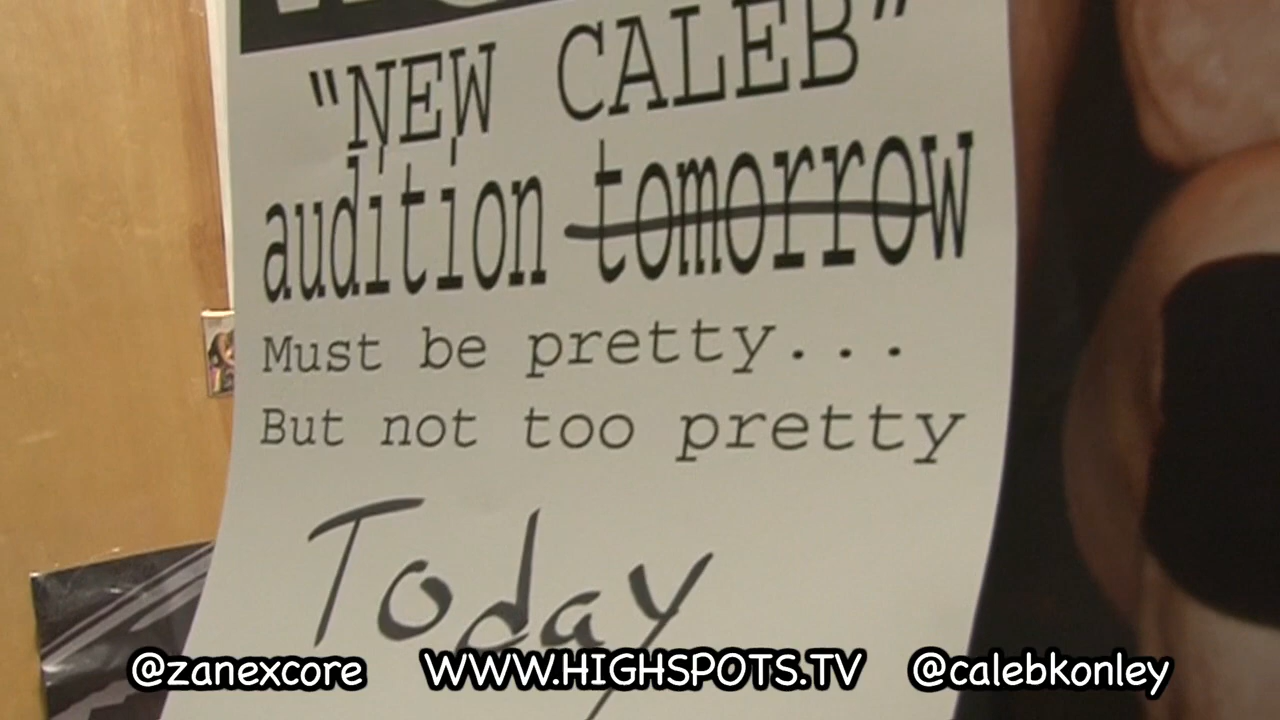 "NEW CALEB"
audition tomorrow
Must be pretty...
But not too pretty
Today
@zanexcore WWW.HIGHSPOTS.TV @calebkonley